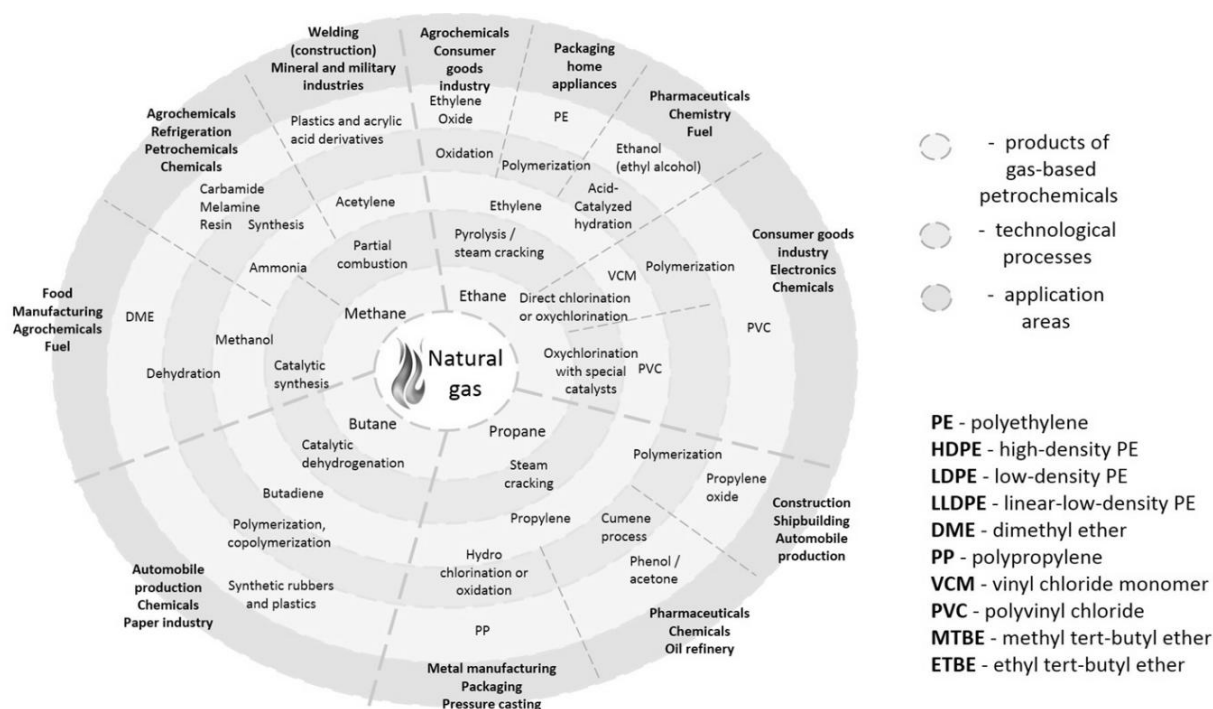 Welding
(construction)
Mineral and military
industries
Agrochemicals
Consumer
goods
industry
Packaging
home
appliances
Pharmaceuticals
Chemistry
Fuel
Agrochemicals
Refrigeration
Petrochemicals
Chemicals
Plastics and acrylic
acid derivatives
Ethylene
Oxide
PE
Ethanol
(ethyl alcohol)
Oxidation
Polymerization
Acid-
Catalyzed
hydration
Carbamide
Melamine
Resin
Synthesis
Acetylene
Ethylene
Partial
combustion
Pyrolysis /
steam cracking
Consumer goods
industry
Electronics
Chemicals
Ammonia
VCM
Polymerization
Ethane
Direct chlorination
or oxychlorination
Methane
Food
Manufacturing
Agrochemicals
Fuel
DME
Methanol
PVC
Dehydration
Catalytic
synthesis
Natural
gas
Oxychlorination
with special
catalysts
PVC
Butane
Propane
Catalytic
dehydrogenation
Steam
cracking
Polymerization
Propylene
oxide
Butadiene
Propylene
Cumene
process
Construction
Shipbuilding
Automobile
production
Polymerization,
copolymerization
Hydro
chlorination or
oxidation
Phenol /
acetone
Automobile
production
Chemicals
Paper industry
Synthetic rubbers
and plastics
PP
Pharmaceuticals
Chemicals
Oil refinery
Metal manufacturing
Packaging
Pressure casting
- products of
gas-based
petrochemicals
- technological
processes
- application
areas
PE - polyethylene
HDPE - high-density PE
LDPE - low-density PE
LLDPE - linear-low-density PE
DME - dimethyl ether
PP - polypropylene
VCM - vinyl chloride monomer
PVC - polyvinyl chloride
MTBE - methyl tert-butyl ether
ETBE - ethyl tert-butyl ether